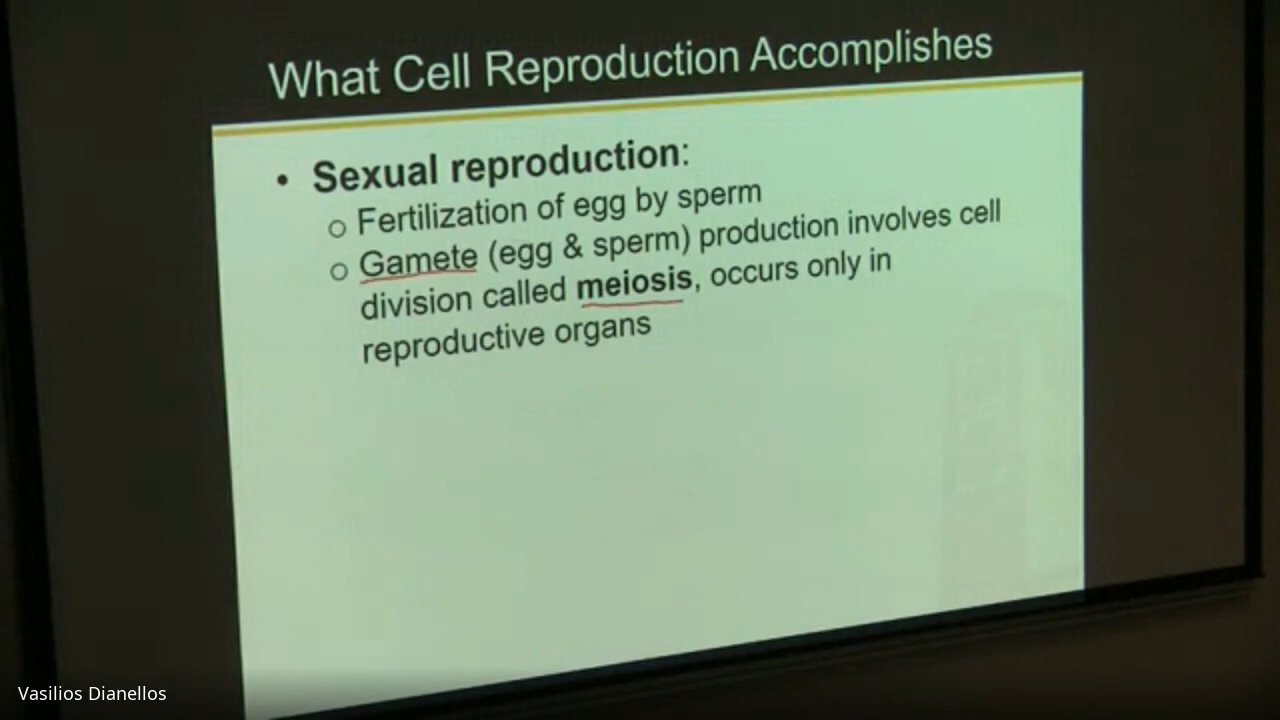 What Cell Reproduction Accomplishes
• Sexual reproduction:
o Fertilization of egg by sperm
o Gamete (egg & sperm) production involves cell
division called meiosis, occurs only in
reproductive organs
Vasilios Dianellos